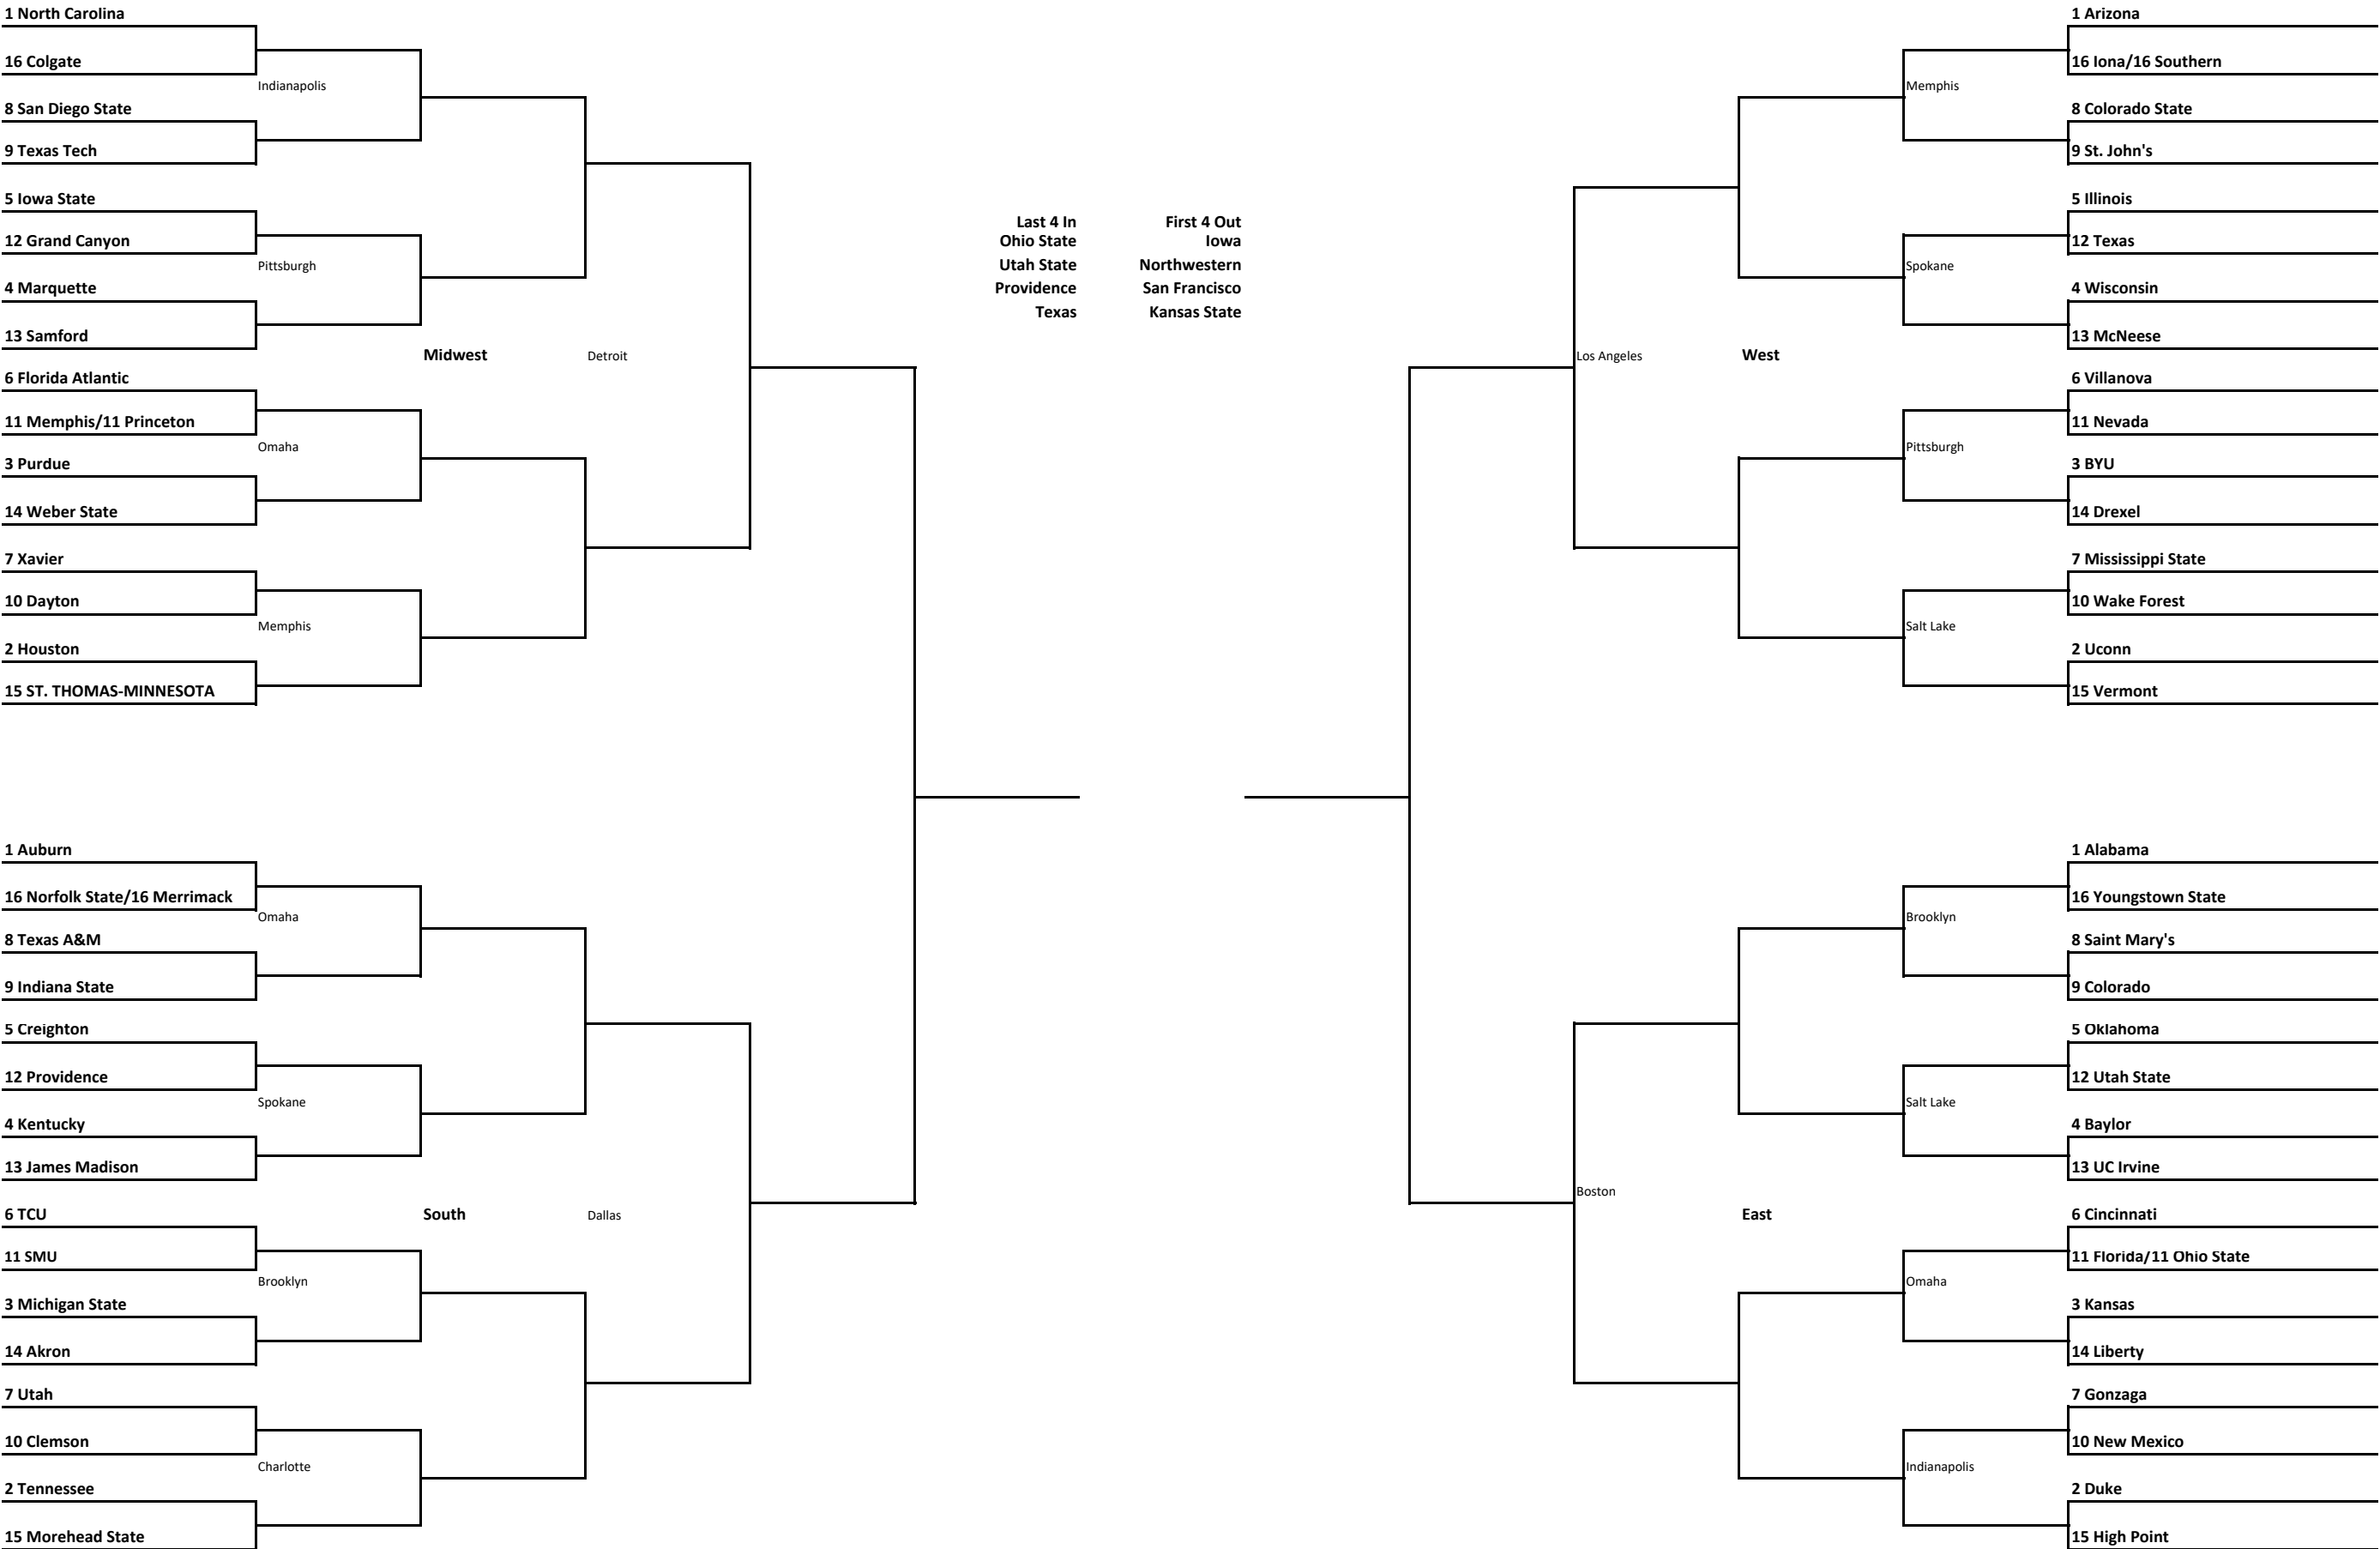 1 North Carolina
16 Colgate
Indianapolis
8 San Diego State
9 Texas Tech
5 Iowa State
12 Grand Canyon
Pittsburgh
4 Marquette
13 Samford
Midwest
Detroit
6 Florida Atlantic
11 Memphis/11 Princeton
Omaha
3 Purdue
14 Weber State
7 Xavier
10 Dayton
Memphis
2 Houston
15 ST. THOMAS-MINNESOTA
Last 4 In
Ohio State
Utah State
Providence
Texas
First 4 Out
Iowa
Northwestern
San Francisco
Kansas State
1 Arizona
16 Iona/16 Southern
Memphis
8 Colorado State
9 St. John's
5 Illinois
12 Texas
Spokane
4 Wisconsin
13 McNeese
Los Angeles
West
6 Villanova
11 Nevada
Pittsburgh
3 BYU
14 Drexel
7 Mississippi State
10 Wake Forest
Salt Lake
2 Uconn
15 Vermont
1 Auburn
16 Norfolk State/16 Merrimack
Omaha
8 Texas A&M
9 Indiana State
5 Creighton
12 Providence
Spokane
4 Kentucky
13 James Madison
South
Dallas
6 TCU
11 SMU
Brooklyn
3 Michigan State
14 Akron
7 Utah
10 Clemson
Charlotte
2 Tennessee
15 Morehead State
1 Alabama
16 Youngstown State
Brooklyn
8 Saint Mary's
9 Colorado
5 Oklahoma
12 Utah State
Salt Lake
4 Baylor
13 UC Irvine
Boston
East
6 Cincinnati
11 Florida/11 Ohio State
Omaha
3 Kansas
14 Liberty
7 Gonzaga
10 New Mexico
Indianapolis
2 Duke
15 High Point